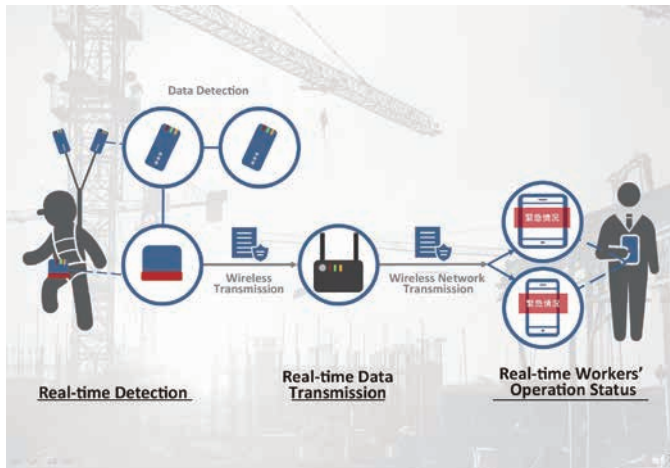 Data Detection
緊急情況
緊急情況
Wireless
Transmission
Wireless Network
Transmission
Real-time Detection
Real-time Data
Transmission
Real-time Workers'
Operation Status